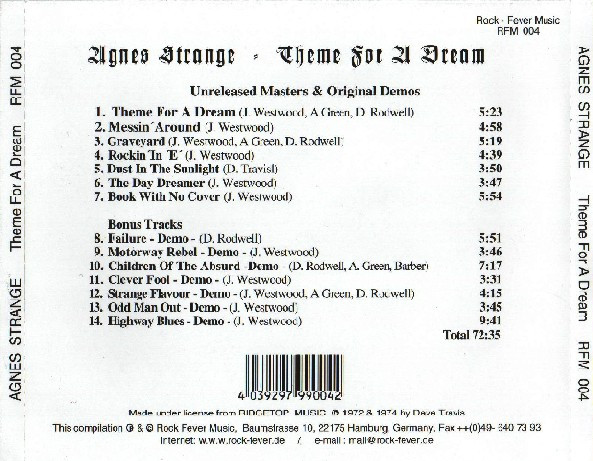 Rock - Fever Music
RFM 004
Agnes Strange - Theme For A Dream
Unreleased Masters & Original Demos
1. Theme For A Dream (J. Westwood, A Green, D. Rodwell) 5:23
2. Messin´Around (J. Westwood) 4:58
3. Graveyard (J. Westwood, A Green, D. Rodwell) 5:19
4. Rockin´In ´E´ (J. Westwood) 4:39
5. Dust In The Sunlight (D. Travis) 3:50
6. The Day Dreamer (J. Westwood) 3:47
7. Book With No Cover (J. Westwood) 5:54
Bonus Tracks
8. Failure - Demo - (D. Rodwell) 5:51
9. Motorway Rebel - Demo - (J. Westwood) 3:46
10. Children Of The Absurd -Demo - (D. Rodwell, A. Green, Barber) 7:17
11. Clever Fool - Demo - (J. Westwood) 3:31
12. Strange Flavour - Demo - (J. Westwood, A Green, D. Rodwell) 4:15
13. Odd Man Out - Demo - (J. Westwood) 3:45
14. Highway Blues - Demo - (J. Westwood) 9:41
Total 72:35
4 039297 990042
Made under license from RIDGETOP MUSIC ℗ 1972 & 1974 by Dave Travis
This compilation ℗ & © Rock Fever Music, Baumstrasse 10, 22175 Hamburg, Germany, Fax ++(0)49- 640 73 93
Internet: w.w.w.rock-fever.de / e-mail : mail@rock-fever.de
AGNES STRANGE Theme For A Dream RFM 004
AGNES STRANGE Theme For A Dream RFM 004